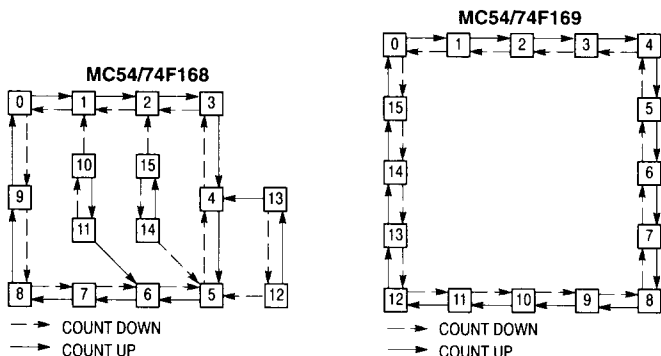 MC54/74F168
0 1 2 3
10 15
9 4 13
11 14
8 7 6 5 12
COUNT DOWN
COUNT UP
MC54/74F169
0 1 2 3 4
15 5
14 6
13 7
12 11 10 9 8
COUNT DOWN
COUNT UP